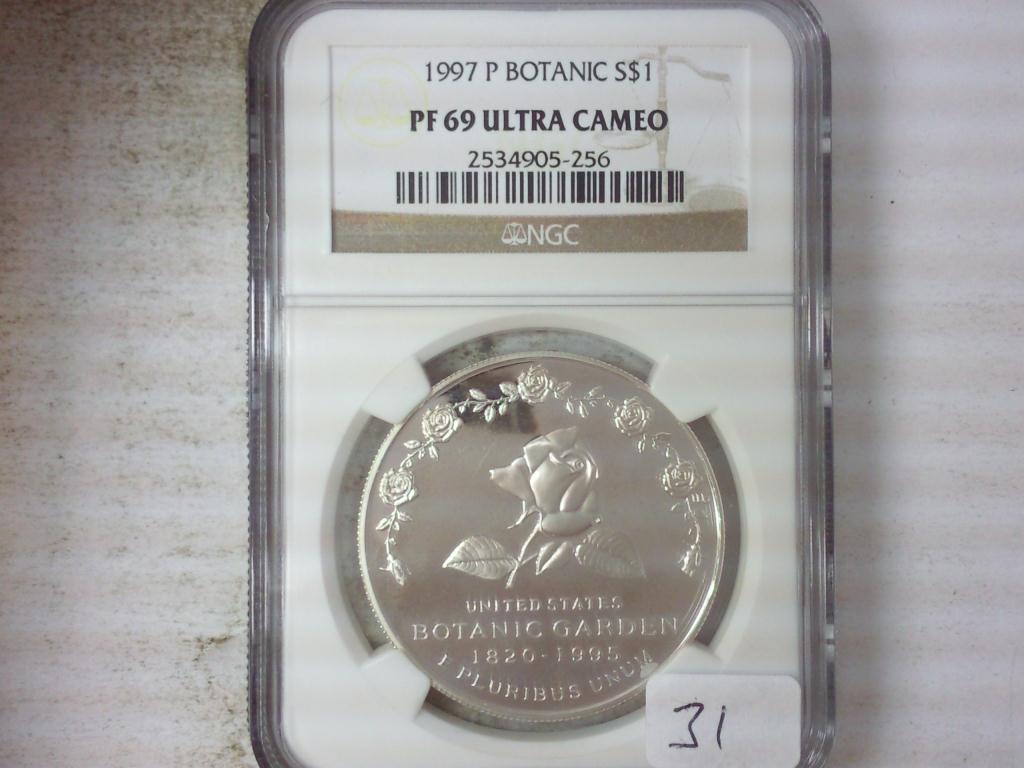 1997 P BOTANIC S$1
PF 69 ULTRA CAMEO
2534905-256
NGC
UNITED STATES
BOTANIC GARDEN
1820-1995
E PLURIBUS UNUM
31